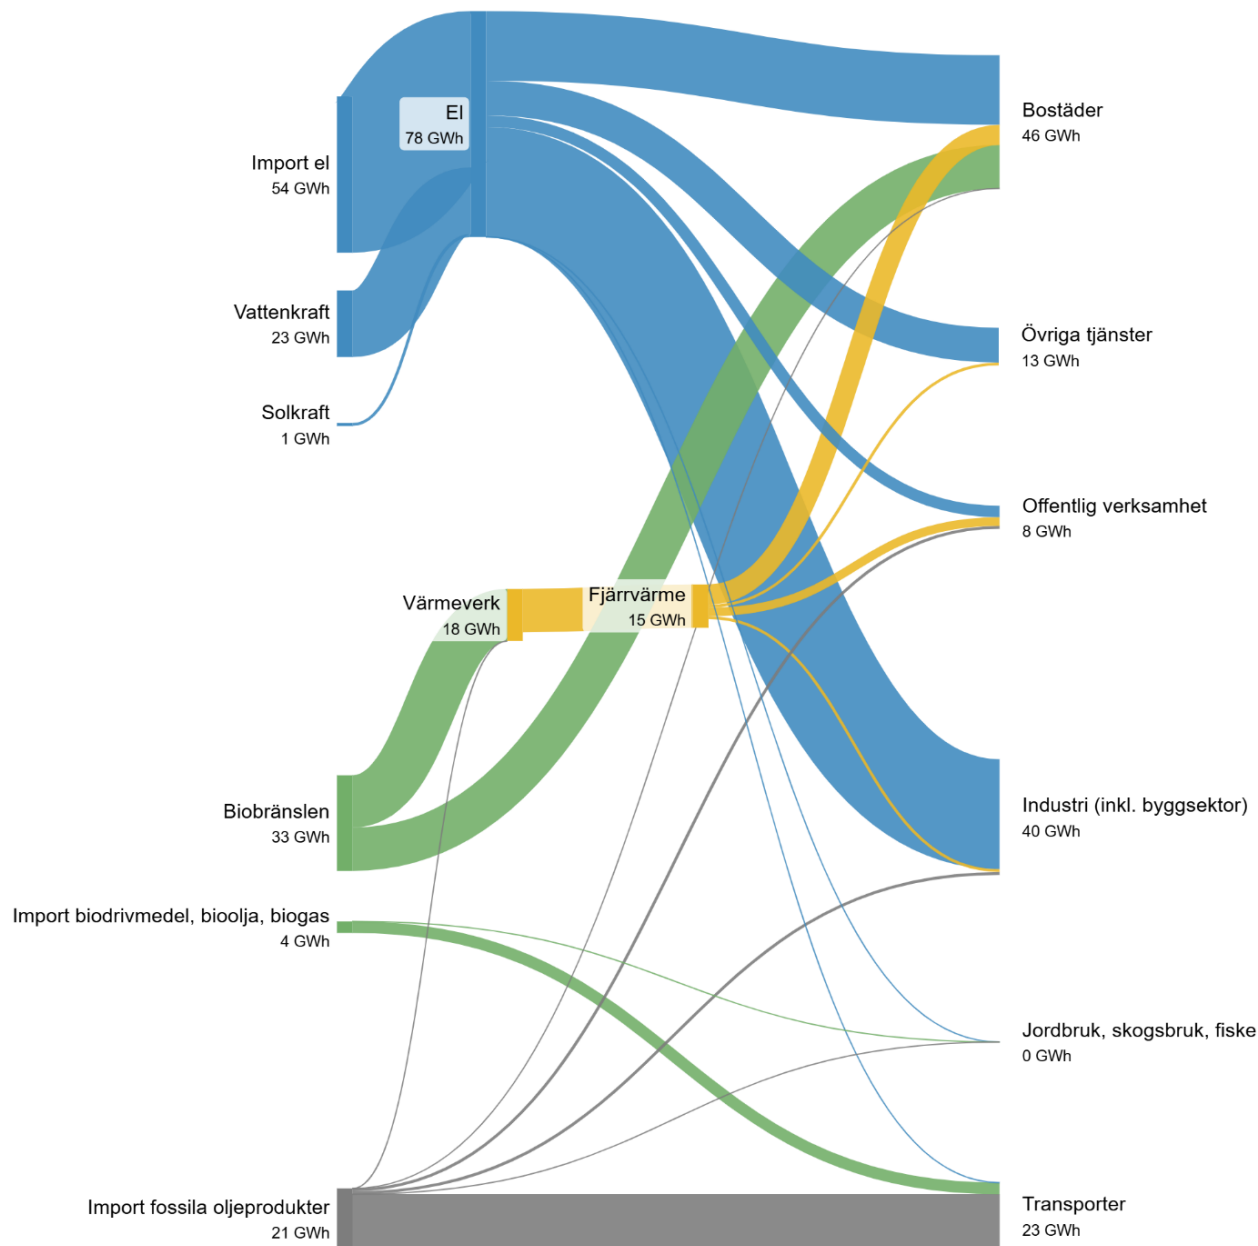 El
78 GWh
Import el
54 GWh
Vattenkraft
23 GWh
Solkraft
1 GWh
Värmeverk
18 GWh
Fjärrvärme
15 GWh
Biobränslen
33 GWh
Import biodrivmedel, bioolja, biogas
4 GWh
Import fossila oljeprodukter
21 GWh
Bostäder
46 GWh
Övriga tjänster
13 GWh
Offentlig verksamhet
8 GWh
Industri (inkl. byggsektor)
40 GWh
Jordbruk, skogsbruk, fiske
0 GWh
Transporter
23 GWh